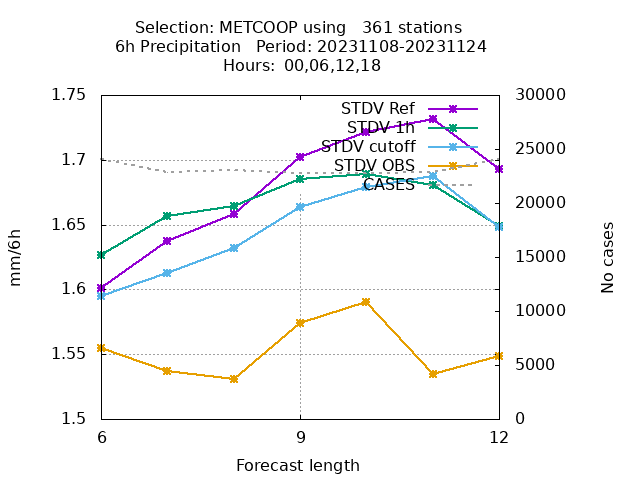 Selection: METCOOP using   361 stations
6h Precipitation   Period: 20231108-20231124
Hours:  00,06,12,18
1.75
1.7
1.65
1.6
1.55
1.5
30000
25000
20000
15000
10000
5000
0
STDV Ref
STDV 1h
STDV cutoff
STDV OBS
CASES
mm/6h
No cases
6
9
12
Forecast length